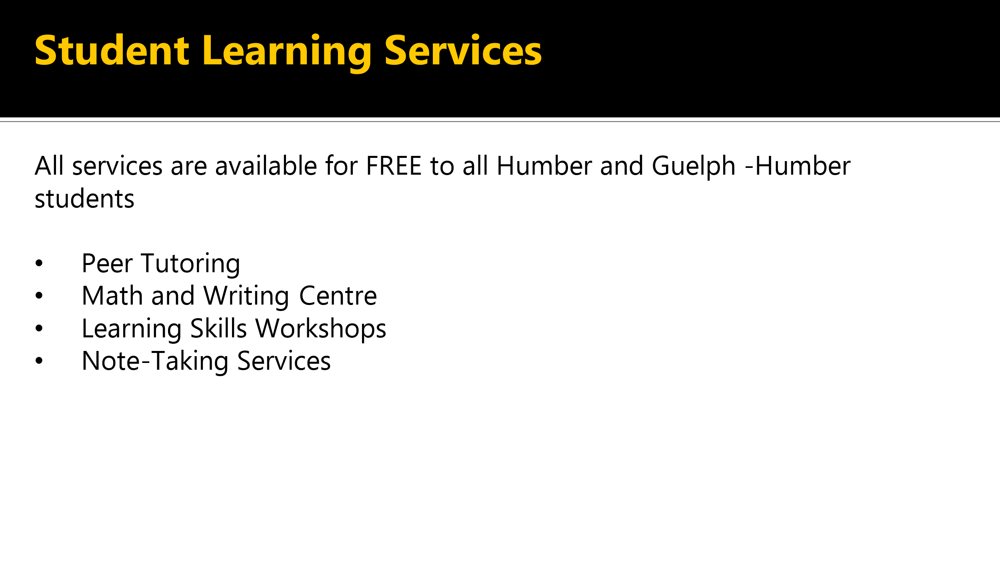 Student Learning Services
All services are available for FREE to all Humber and Guelph -Humber
students
• Peer Tutoring
• Math and Writing Centre
• Learning Skills Workshops
• Note-Taking Services